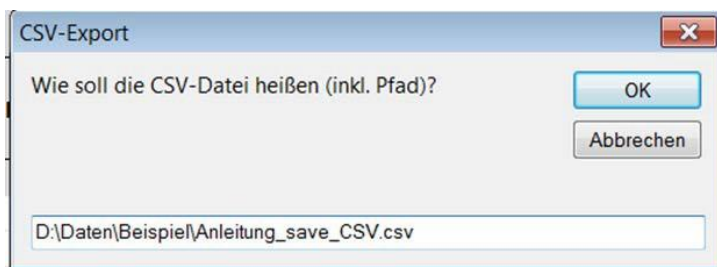 CSV-Export
Wie soll die CSV-Datei heißen (inkl. Pfad)?
OK
Abbrechen
D:\Daten\Beispiel\Anleitung_save_CSV.csv